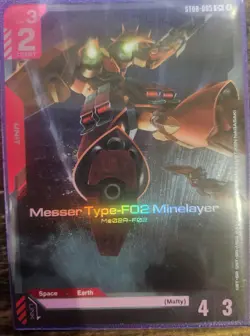 3
2
UNIT
Messer Type-F02 Minelayer
Me02R-F02
Space Earth
(Mafty)
4 3